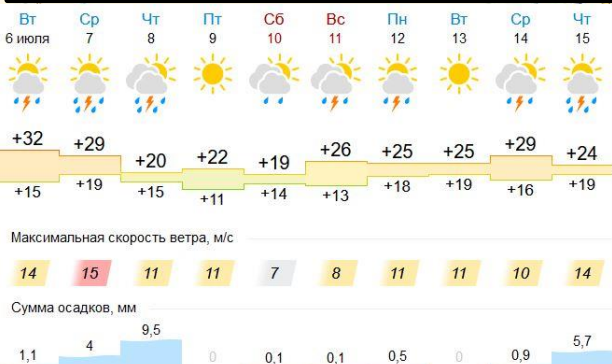 Вт Ср Чт Пт Сб Вс Пн Вт Ср Чт
6 июля 7 8 9 10 11 12 13 14 15
+32 +29 +20 +22 +19 +26 +25 +25 +29 +24
+15 +19 +15 +11 +14 +13 +18 +19 +16 +19
Максимальная скорость ветра, м/с
14 15 11 11 7 8 11 11 10 14
Сумма осадков, мм
1,1 4 9,5 0 0,1 0,1 0,5 0 0,9 5,7